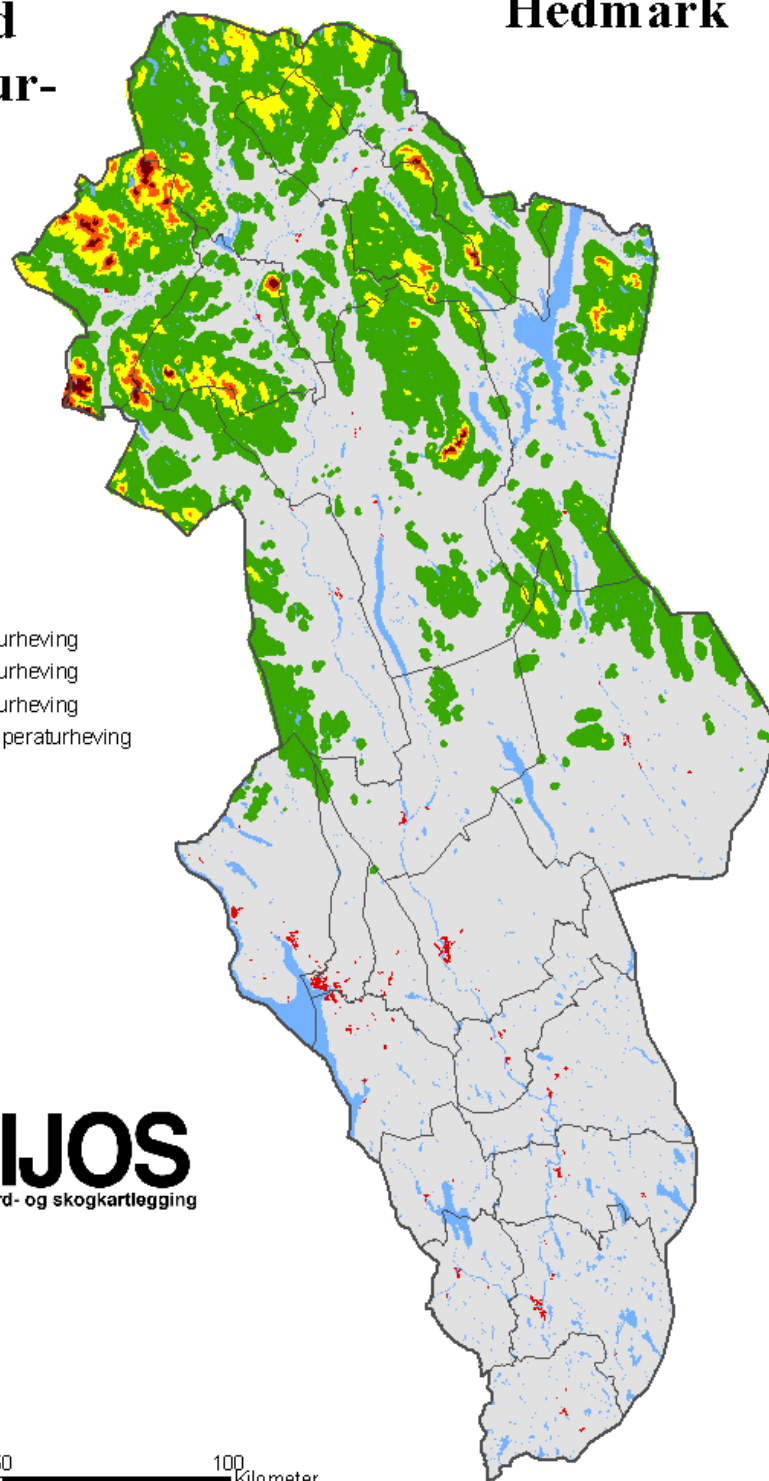 Hedmark
d
ur-
urheving
urheving
urheving
peraturheving
IJOS
rd- og skogkartlegging
50 100
Kilometer